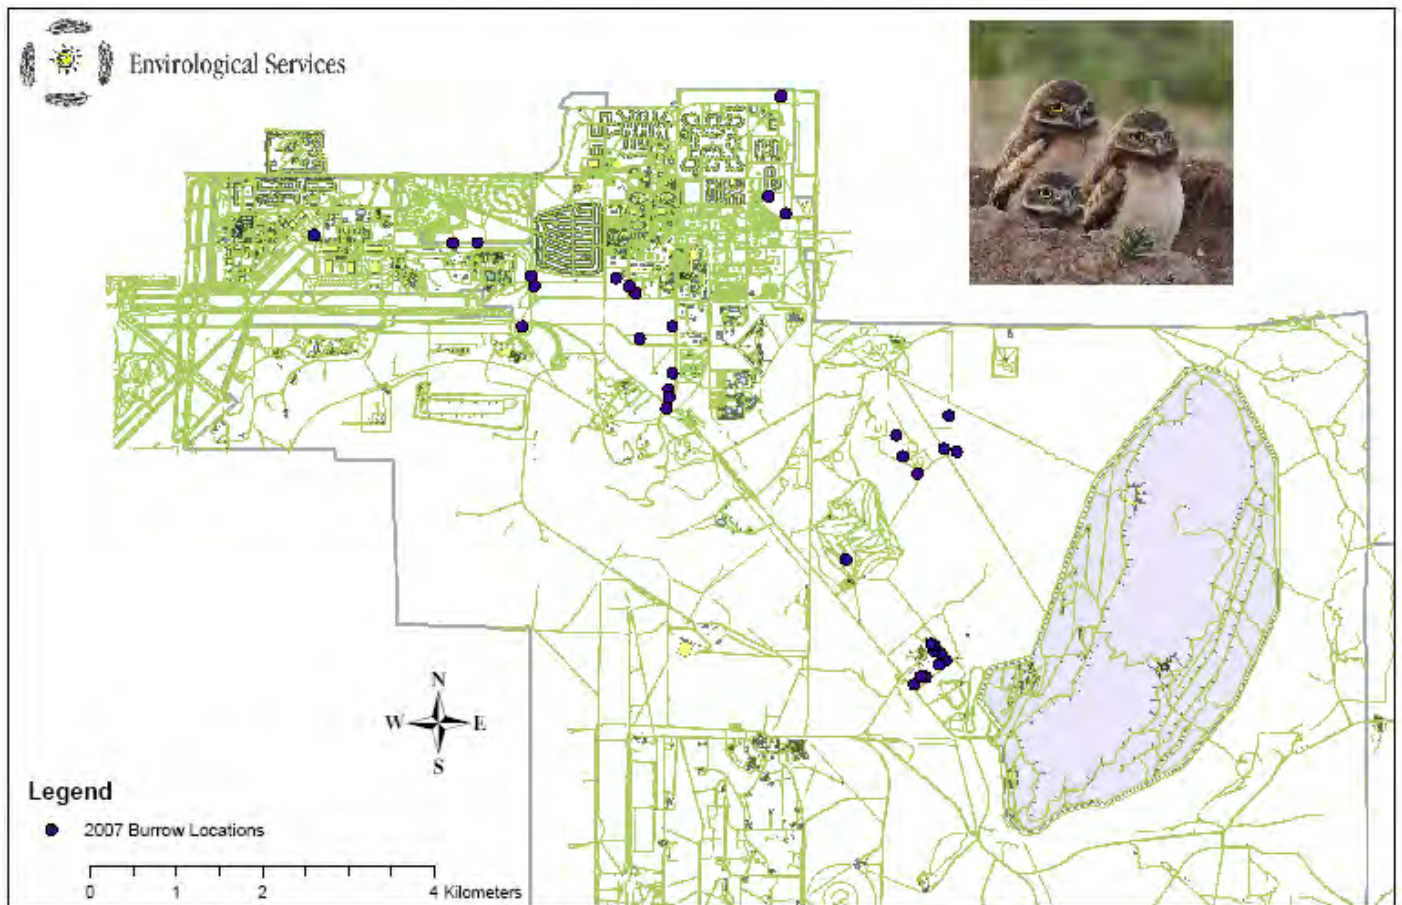 Envirological Services
N
W E
S
Legend
2007 Burrow Locations
0 1 2 4 Kilometers